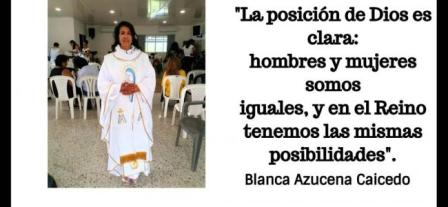 "La posición de Dios es
clara:
hombres y mujeres
somos
iguales, y en el Reino
tenemos las mismas
posibilidades".
Blanca Azucena Caicedo